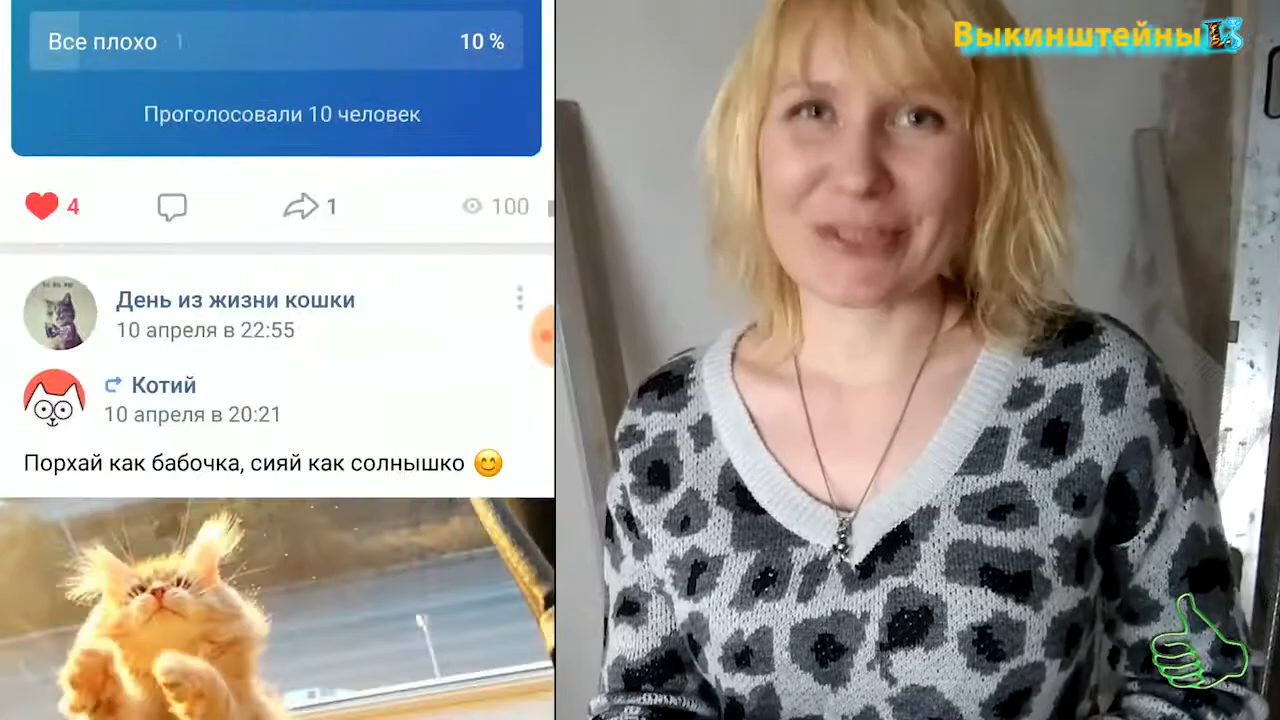 Все плохо 1
10 %
Проголосовали 10 человек
4
1
100
День из жизни кошки
10 апреля в 22:55
Котий
10 апреля в 20:21
Порхай как бабочка, сияй как солнышко 😊
Выкинштейны